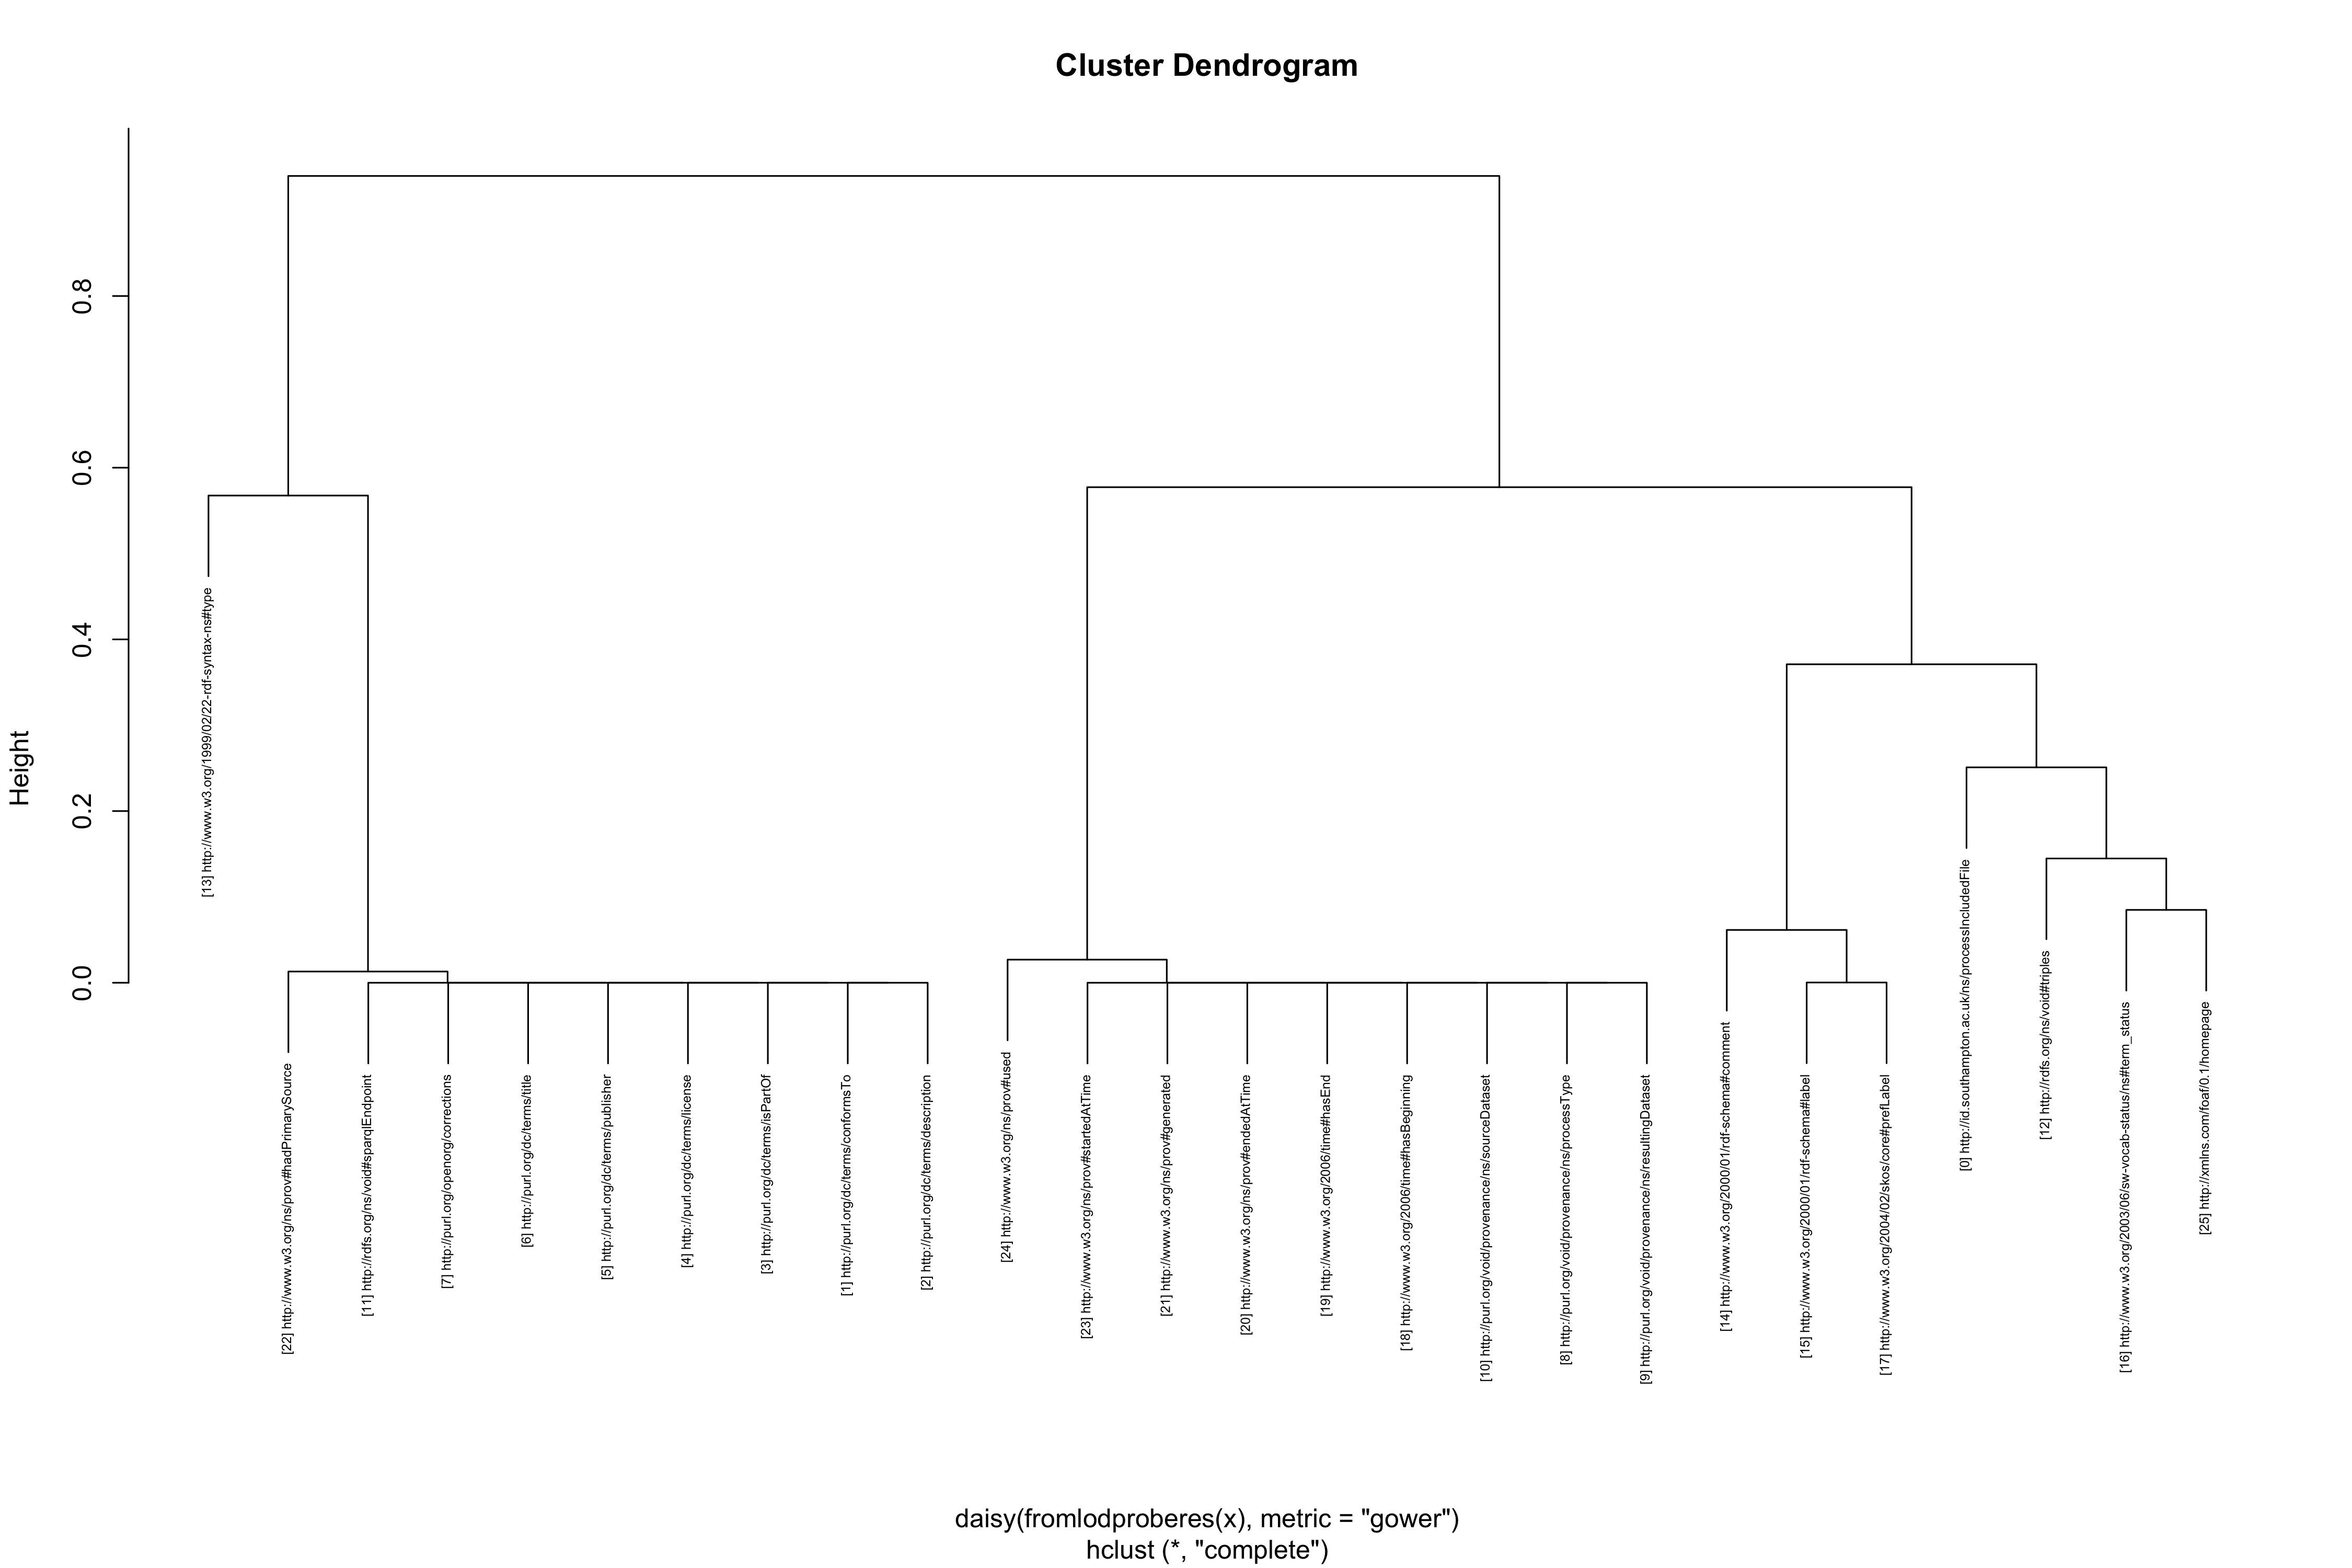 Cluster Dendrogram
Height
0.0
0.2
0.4
0.6
0.8
[13] http://www.w3.org/1999/02/22-rdf-syntax-ns#type
[22] http://www.w3.org/ns/prov#hadPrimarySource
[11] http://rdfs.org/ns/void#sparqlEndpoint
[7] http://purl.org/openorg/corrections
[6] http://purl.org/dc/terms/title
[5] http://purl.org/dc/terms/publisher
[4] http://purl.org/dc/terms/license
[3] http://purl.org/dc/terms/isPartOf
[1] http://purl.org/dc/terms/conformsTo
[2] http://purl.org/dc/terms/description
[24] http://www.w3.org/ns/prov#used
[23] http://www.w3.org/ns/prov#startedAtTime
[21] http://www.w3.org/ns/prov#generated
[20] http://www.w3.org/ns/prov#endedAtTime
[19] http://www.w3.org/2006/time#hasEnd
[18] http://www.w3.org/2006/time#hasBeginning
[10] http://purl.org/void/provenance/ns/sourceDataset
[8] http://purl.org/void/provenance/ns/processType
[9] http://purl.org/void/provenance/ns/resultingDataset
[14] http://www.w3.org/2000/01/rdf-schema#comment
[15] http://www.w3.org/2000/01/rdf-schema#label
[17] http://www.w3.org/2004/02/skos/core#prefLabel
[0] http://id.southampton.ac.uk/ns/processIncludedFile
[12] http://rdfs.org/ns/void#triples
[16] http://www.w3.org/2003/06/sw-vocab-status/ns#term_status
[25] http://xmlns.com/foaf/0.1/homepage
daisy(fromlodproberes(x), metric = "gower")
hclust (*, "complete")